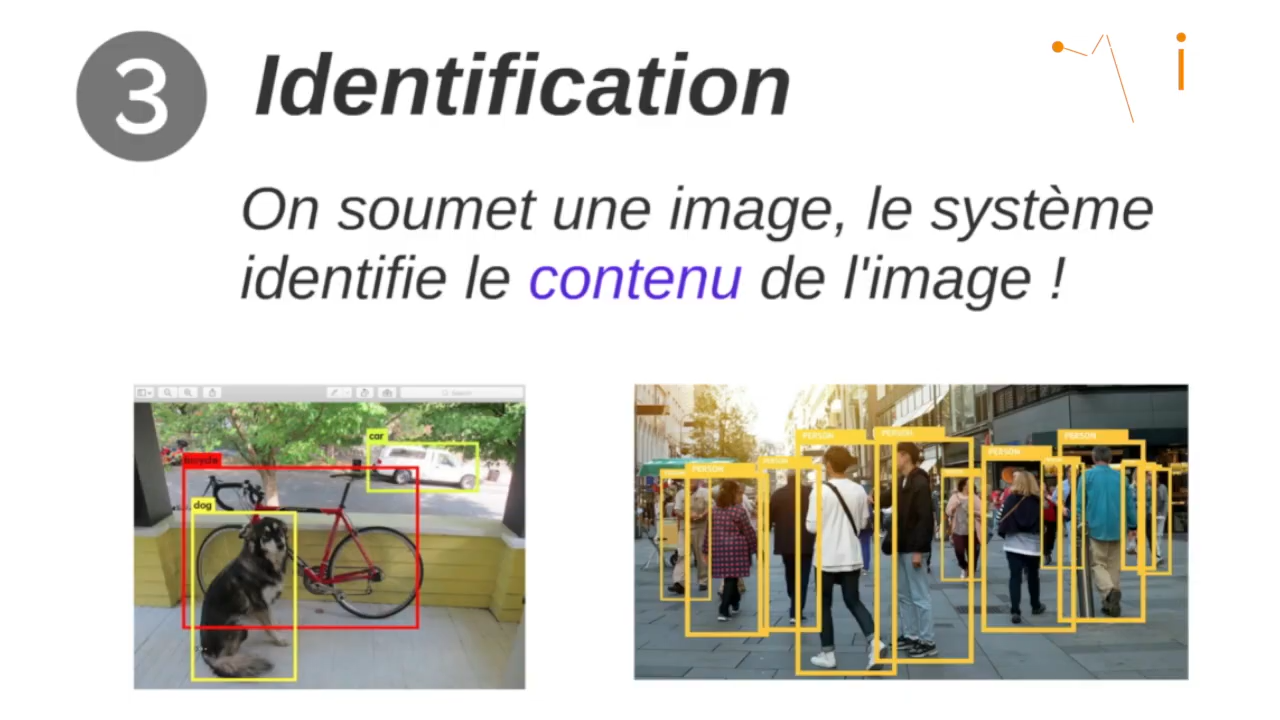 3 Identification
On soumet une image, le système
identifie le contenu de l'image !
car
bicycle
dog
Search
PERSON
PERSON
PERSON
PERSON
PERSON
PERSON
i